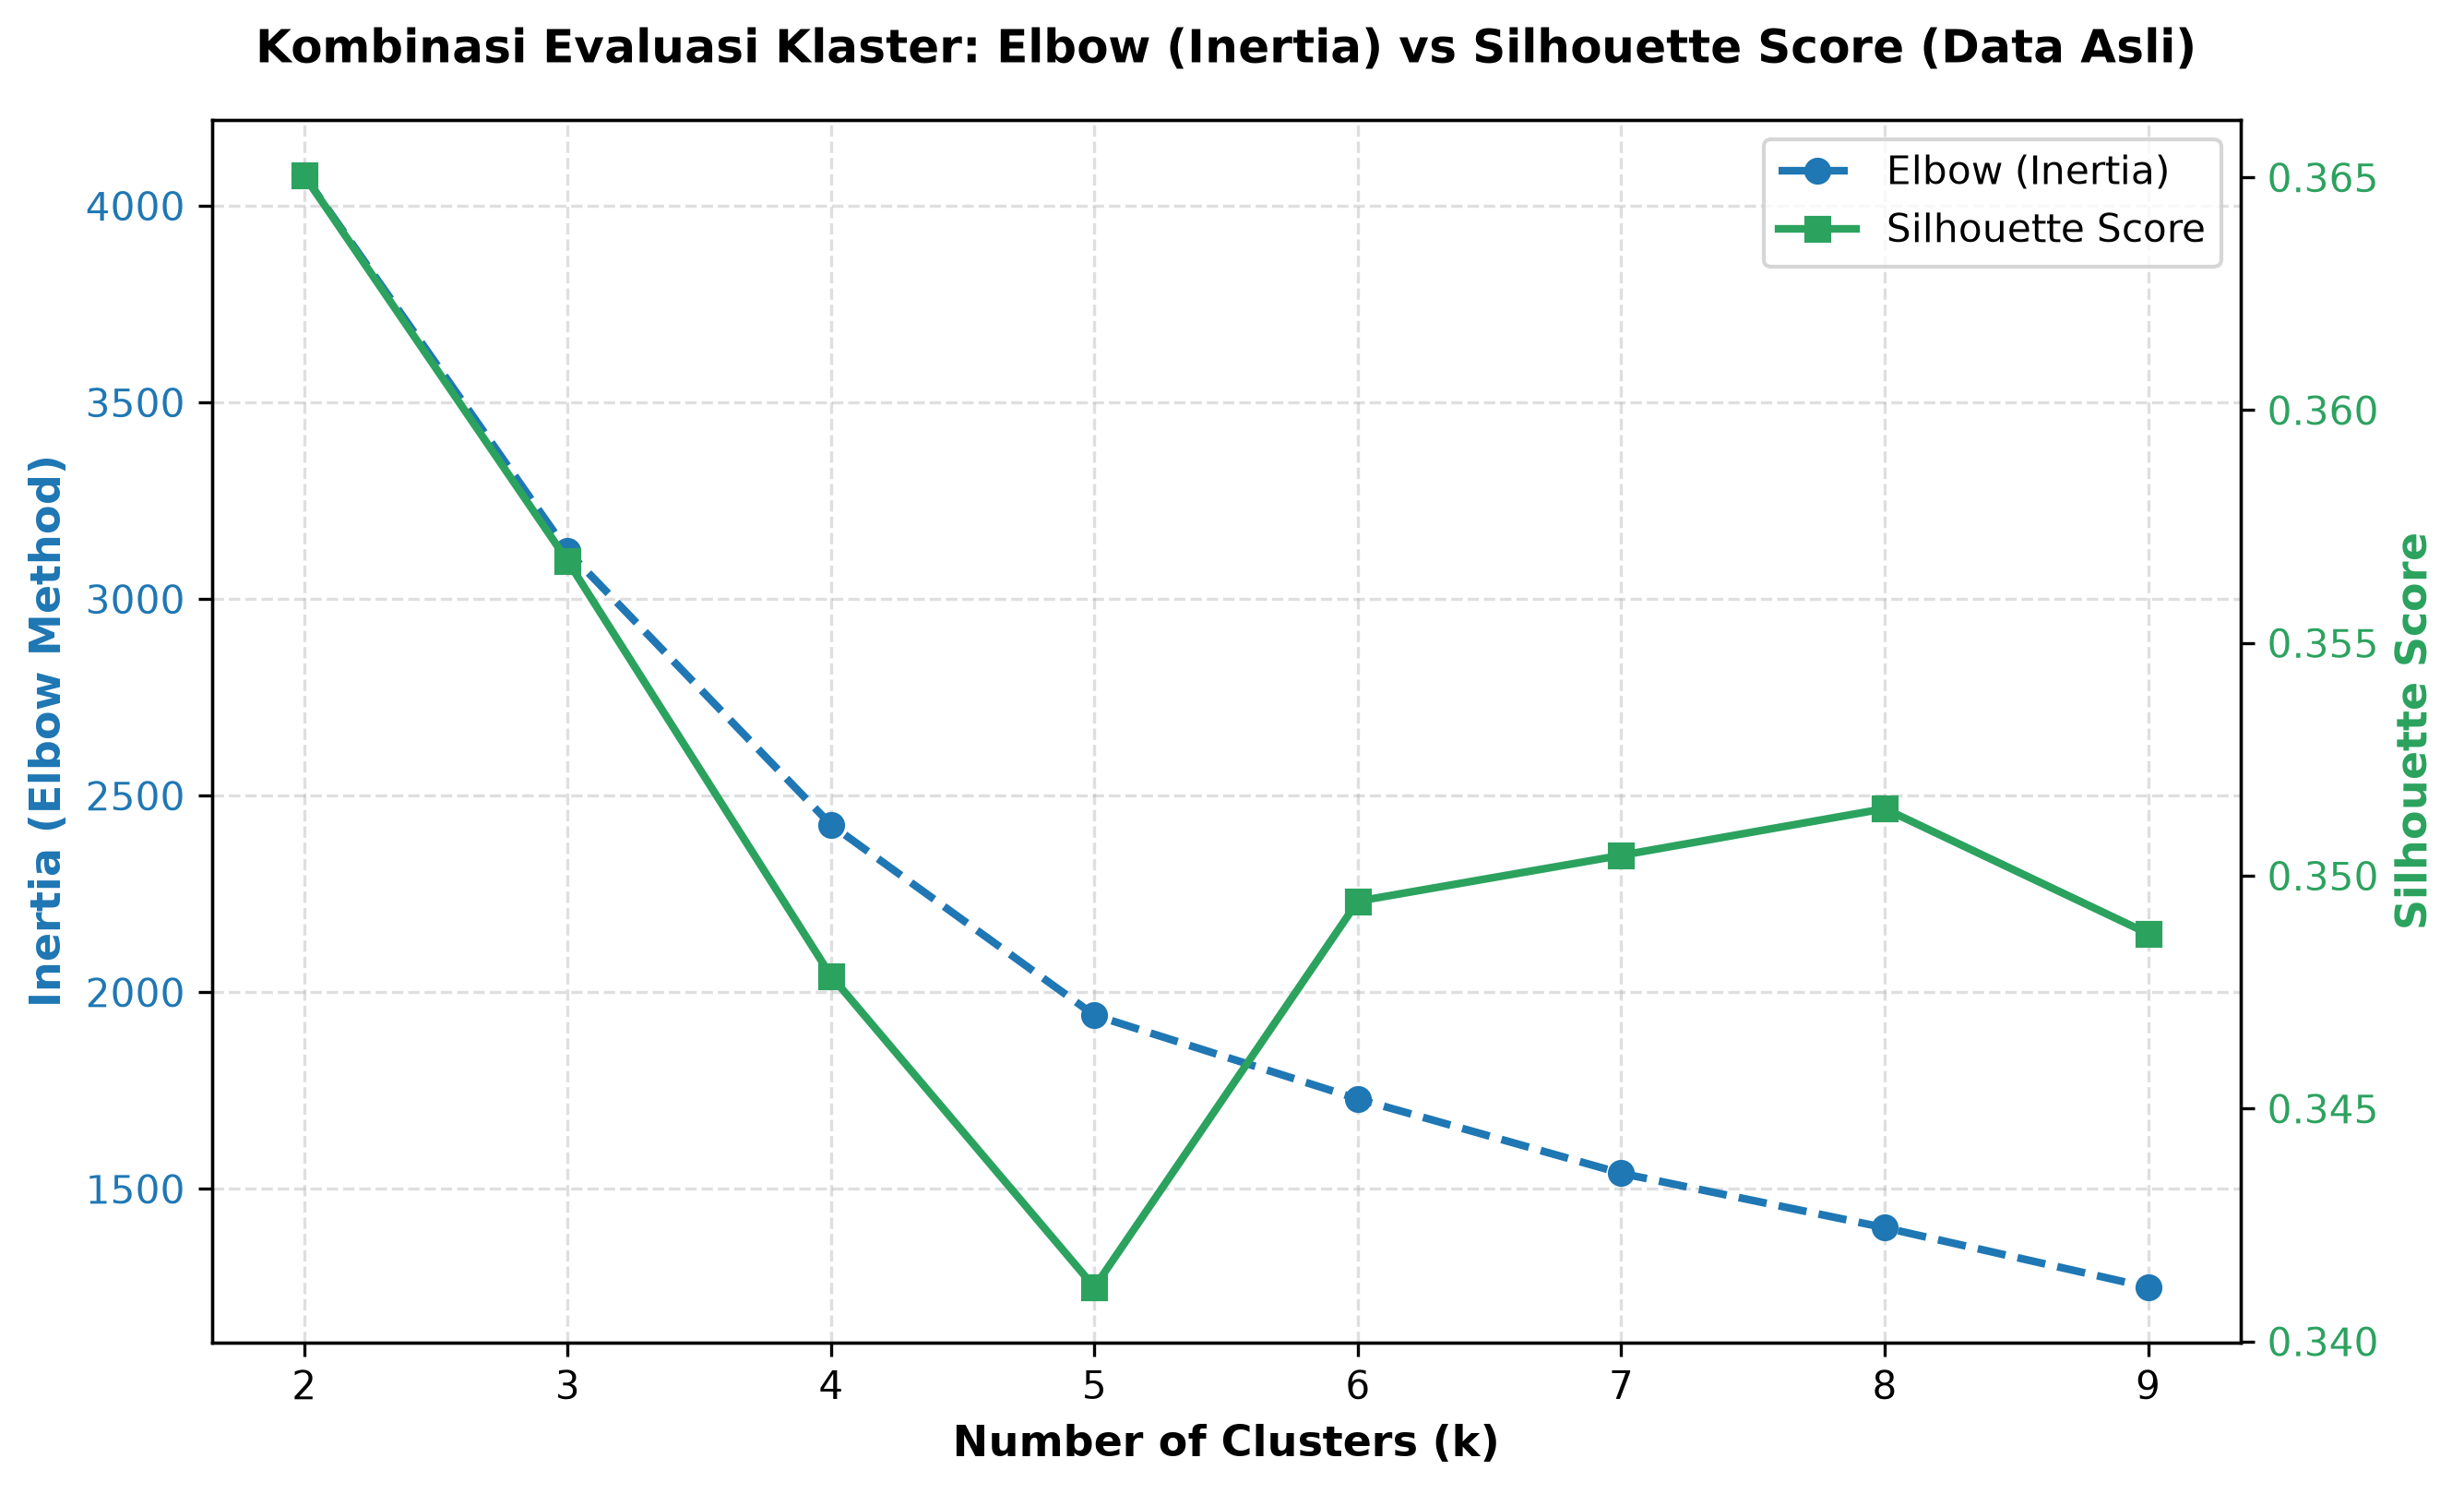 Kombinasi Evaluasi Klaster: Elbow (Inertia) vs Silhouette Score (Data Asli)
Elbow (Inertia)
Silhouette Score
Inertia (Elbow Method)
4000
3500
3000
2500
2000
1500
0.365
0.360
0.355
0.350
0.345
0.340
Silhouette Score
2 3 4 5 6 7 8 9
Number of Clusters (k)